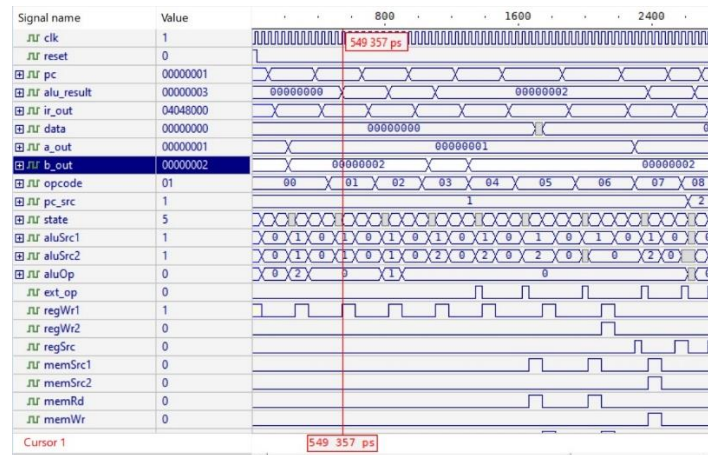 Signal name Value 800 1600 2400
clk 1 549 357 ps
reset 0
pc 00000001
alu_result 00000003 00000000 00000002
ir_out 04048000
data 00000000 00000000 0
a_out 00000001 00000001
b_out 00000002 00000002 00000002
opcode 01 00 01 02 03 04 05 06 07 08
pc_src 1 1 2
state 5
aluSrc1 1 0 1 0 1 0 1 0 1 0 1 0 1 0 1 0 1 0
aluSrc2 1 0 1 0 1 0 1 0 1 0 2 0 2 0 2 0 0 2 0
aluOp 0 0 2 0 1 0
ext_op 0
regWr1 1
regWr2 0
regSrc 0
memSrc1 0
memSrc2 0
memRd 0
memWr 0
Cursor 1 549 357 ps